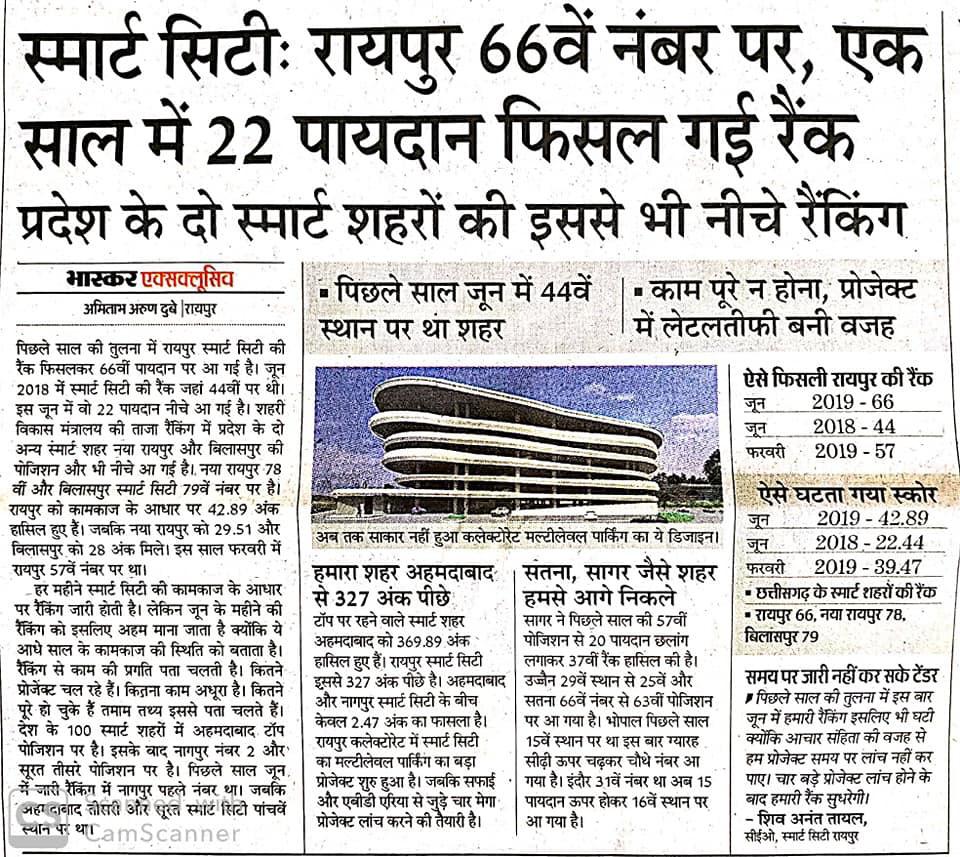 स्मार्ट सिटीः रायपुर 66वें नंबर पर, एक
साल में 22 पायदान फिसल गई रैंक
प्रदेश के दो स्मार्ट शहरों की इससे भी नीचे रैंकिंग
भास्कर एक्सक्लूसिव
अमिताभ अरुण दुबे | रायपुर
पिछले साल की तुलना में रायपुर स्मार्ट सिटी की
रैंक फिसलकर 66वीं पायदान पर आ गई है। जून
2018 में स्मार्ट सिटी की रैंक जहां 44वीं पर थी।
इस जून में वो 22 पायदान नीचे आ गई है। शहरी
विकास मंत्रालय की ताजा रैंकिंग में प्रदेश के दो
अन्य स्मार्ट शहर नया रायपुर और बिलासपुर की
पोजिशन और भी नीचे आ गई है। नया रायपुर 78
वीं और बिलासपुर स्मार्ट सिटी 79वें नंबर पर है।
रायपुर को कामकाज के आधार पर 42.89 अंक
हासिल हुए हैं। जबकि नया रायपुर को 29.51 और
बिलासपुर को 28 अंक मिले। इस साल फरवरी में
रायपुर 57वें नंबर पर था।
हर महीने स्मार्ट सिटी की कामकाज के आधार
पर रैंकिंग जारी होती है। लेकिन जून के महीने की
रैंकिंग को इसलिए अहम माना जाता है क्योंकि ये
आधे साल के कामकाज की स्थिति को बताता है।
रैंकिंग से काम की प्रगति पता चलती है। कितने
प्रोजेक्ट चल रहे हैं। कितना काम अधूरा है। कितने
पूरे हो चुके हैं तमाम तथ्य इससे पता चलते हैं।
देश के 100 स्मार्ट शहरों में अहमदाबाद टॉप
पोजिशन पर है। इसके बाद नागपुर नंबर 2 और
सूरत तीसरे पोजिशन पर है। पिछले साल जून
में जारी रैंकिंग में नागपुर पहले नंबर था। जबकि
अहमदाबाद तीसरी और सूरत स्मार्ट सिटी पांचवें
स्थान पर था।
▪ पिछले साल जून में 44वें
स्थान पर था शहर
▪ काम पूरे न होना, प्रोजेक्ट
में लेटलतीफी बनी वजह
अब तक साकार नहीं हुआ कलेक्टोरेट मल्टीलेवल पार्किंग का ये डिजाइन।
हमारा शहर अहमदाबाद
से 327 अंक पीछे
टॉप पर रहने वाले स्मार्ट शहर
अहमदाबाद को 369.89 अंक
हासिल हुए हैं। रायपुर स्मार्ट सिटी
इससे 327 अंक पीछे है। अहमदाबाद
और नागपुर स्मार्ट सिटी के बीच
केवल 2.47 अंक का फासला है।
रायपुर कलेक्टोरेट में स्मार्ट सिटी
का मल्टीलेवल पार्किंग का बड़ा
प्रोजेक्ट शुरु हुआ है। जबकि सफाई
और एबीडी एरिया से जुड़े चार मेगा
प्रोजेक्ट लांच करने की तैयारी है।
सतना, सागर जैसे शहर
हमसे आगे निकले
सागर ने पिछले साल की 57वीं
पोजिशन से 20 पायदान छलांग
लगाकर 37वीं रैंक हासिल की है।
उज्जैन 29वें स्थान से 25वें और
सतना 66वें नंबर से 63वीं पोजिशन
पर आ गया है। भोपाल पिछले साल
15वें स्थान पर था इस बार ग्यारह
सीढ़ी ऊपर चढ़कर चौथे नंबर आ
गया है। इंदौर 31वें नंबर था अब 15
पायदान ऊपर होकर 16वें स्थान पर
आ गया है।
ऐसे फिसली रायपुर की रैंक
जून 2019 - 66
जून 2018 - 44
फरवरी 2019 - 57
ऐसे घटता गया स्कोर
जून 2019 - 42.89
जून 2018 - 22.44
फरवरी 2019 - 39.47
▪ छत्तीसगढ़ के स्मार्ट शहरों की रैंक
▪ रायपुर 66, नया रायपुर 78,
बिलासपुर 79
समय पर जारी नहीं कर सके टेंडर
पिछले साल की तुलना में इस बार
जून में हमारी रैंकिंग इसलिए भी घटी
क्योंकि आचार संहिता की वजह से
हम प्रोजेक्ट समय पर लांच नहीं कर
पाए। चार बड़े प्रोजेक्ट लांच होने के
बाद हमारी रैंक सुधरेगी।
– शिव अनंत तायल,
सीईओ, स्मार्ट सिटी रायपुर
CS Scanned with
CamScanner